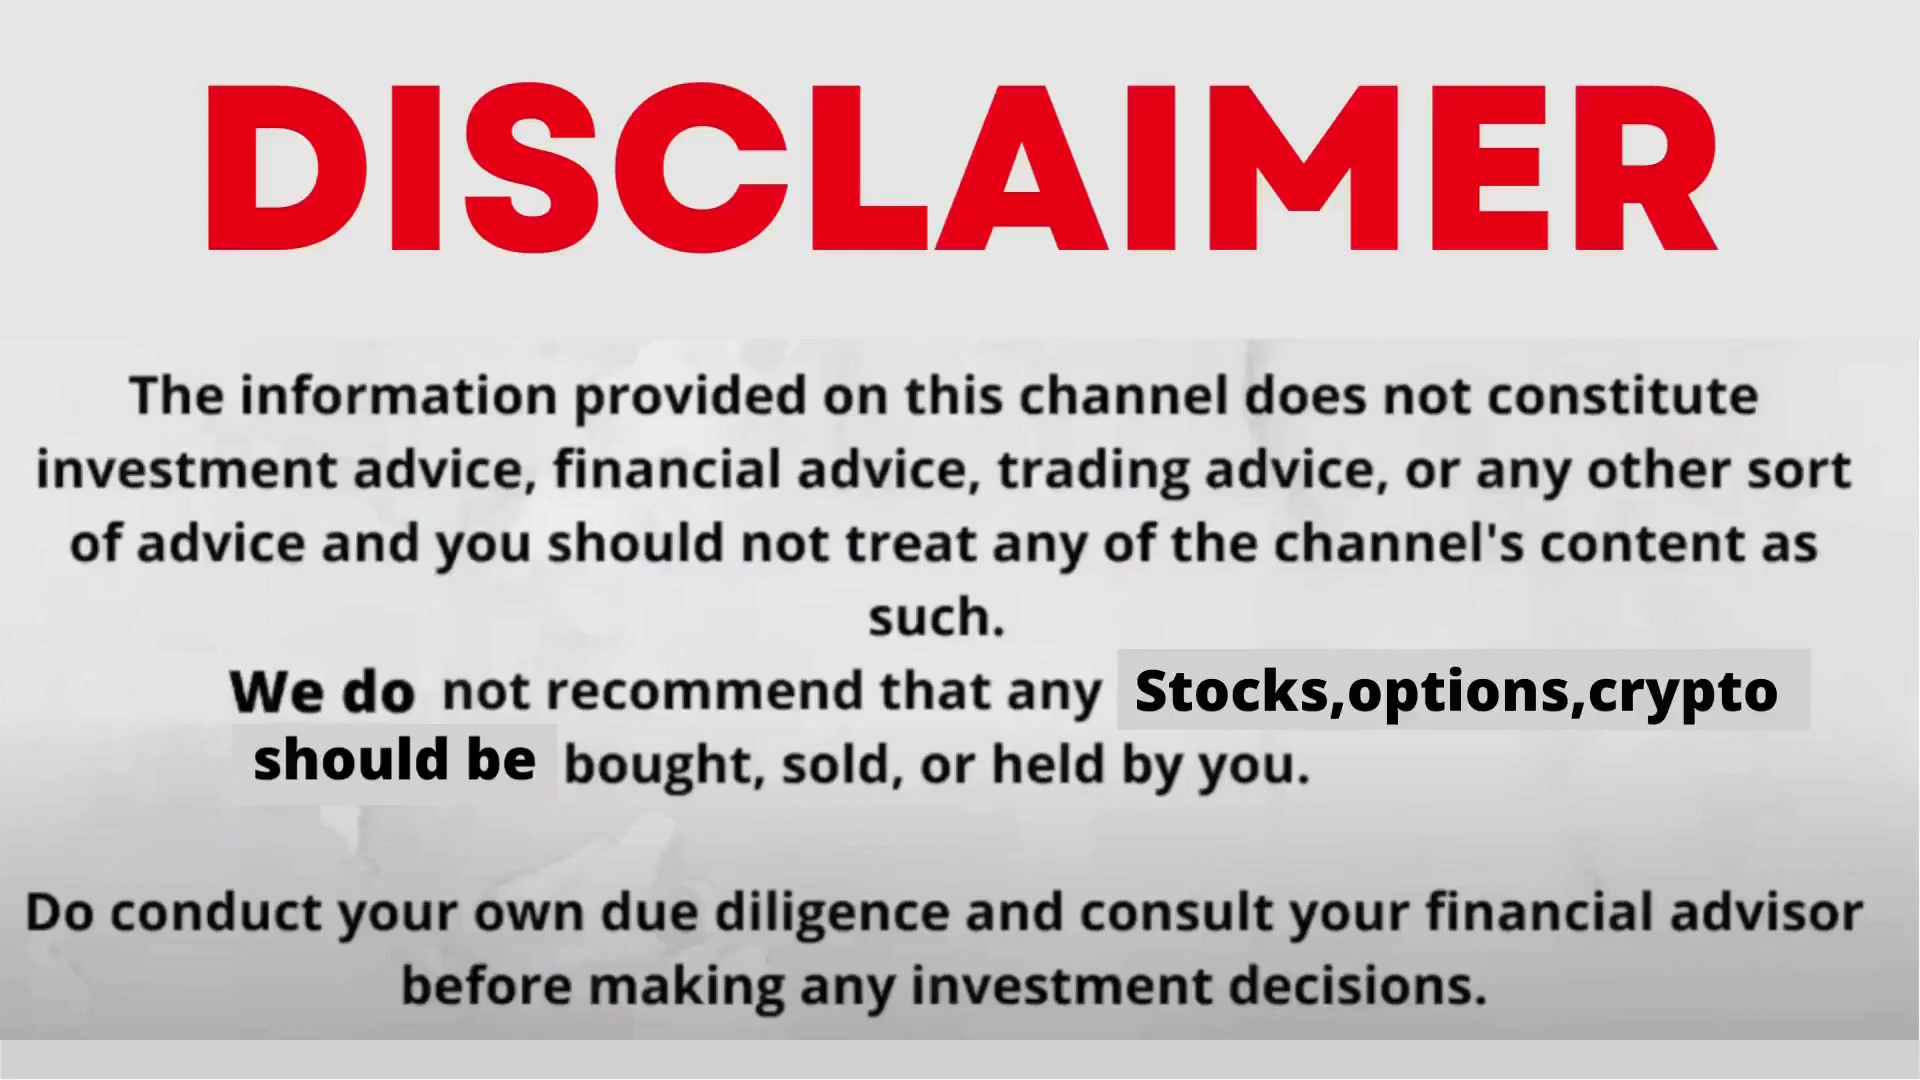 DISCLAIMER
The information provided on this channel does not constitute
investment advice, financial advice, trading advice, or any other sort
of advice and you should not treat any of the channel's content as
such.
We do not recommend that any Stocks,options,crypto
should be bought, sold, or held by you.
Do conduct your own due diligence and consult your financial advisor
before making any investment decisions.